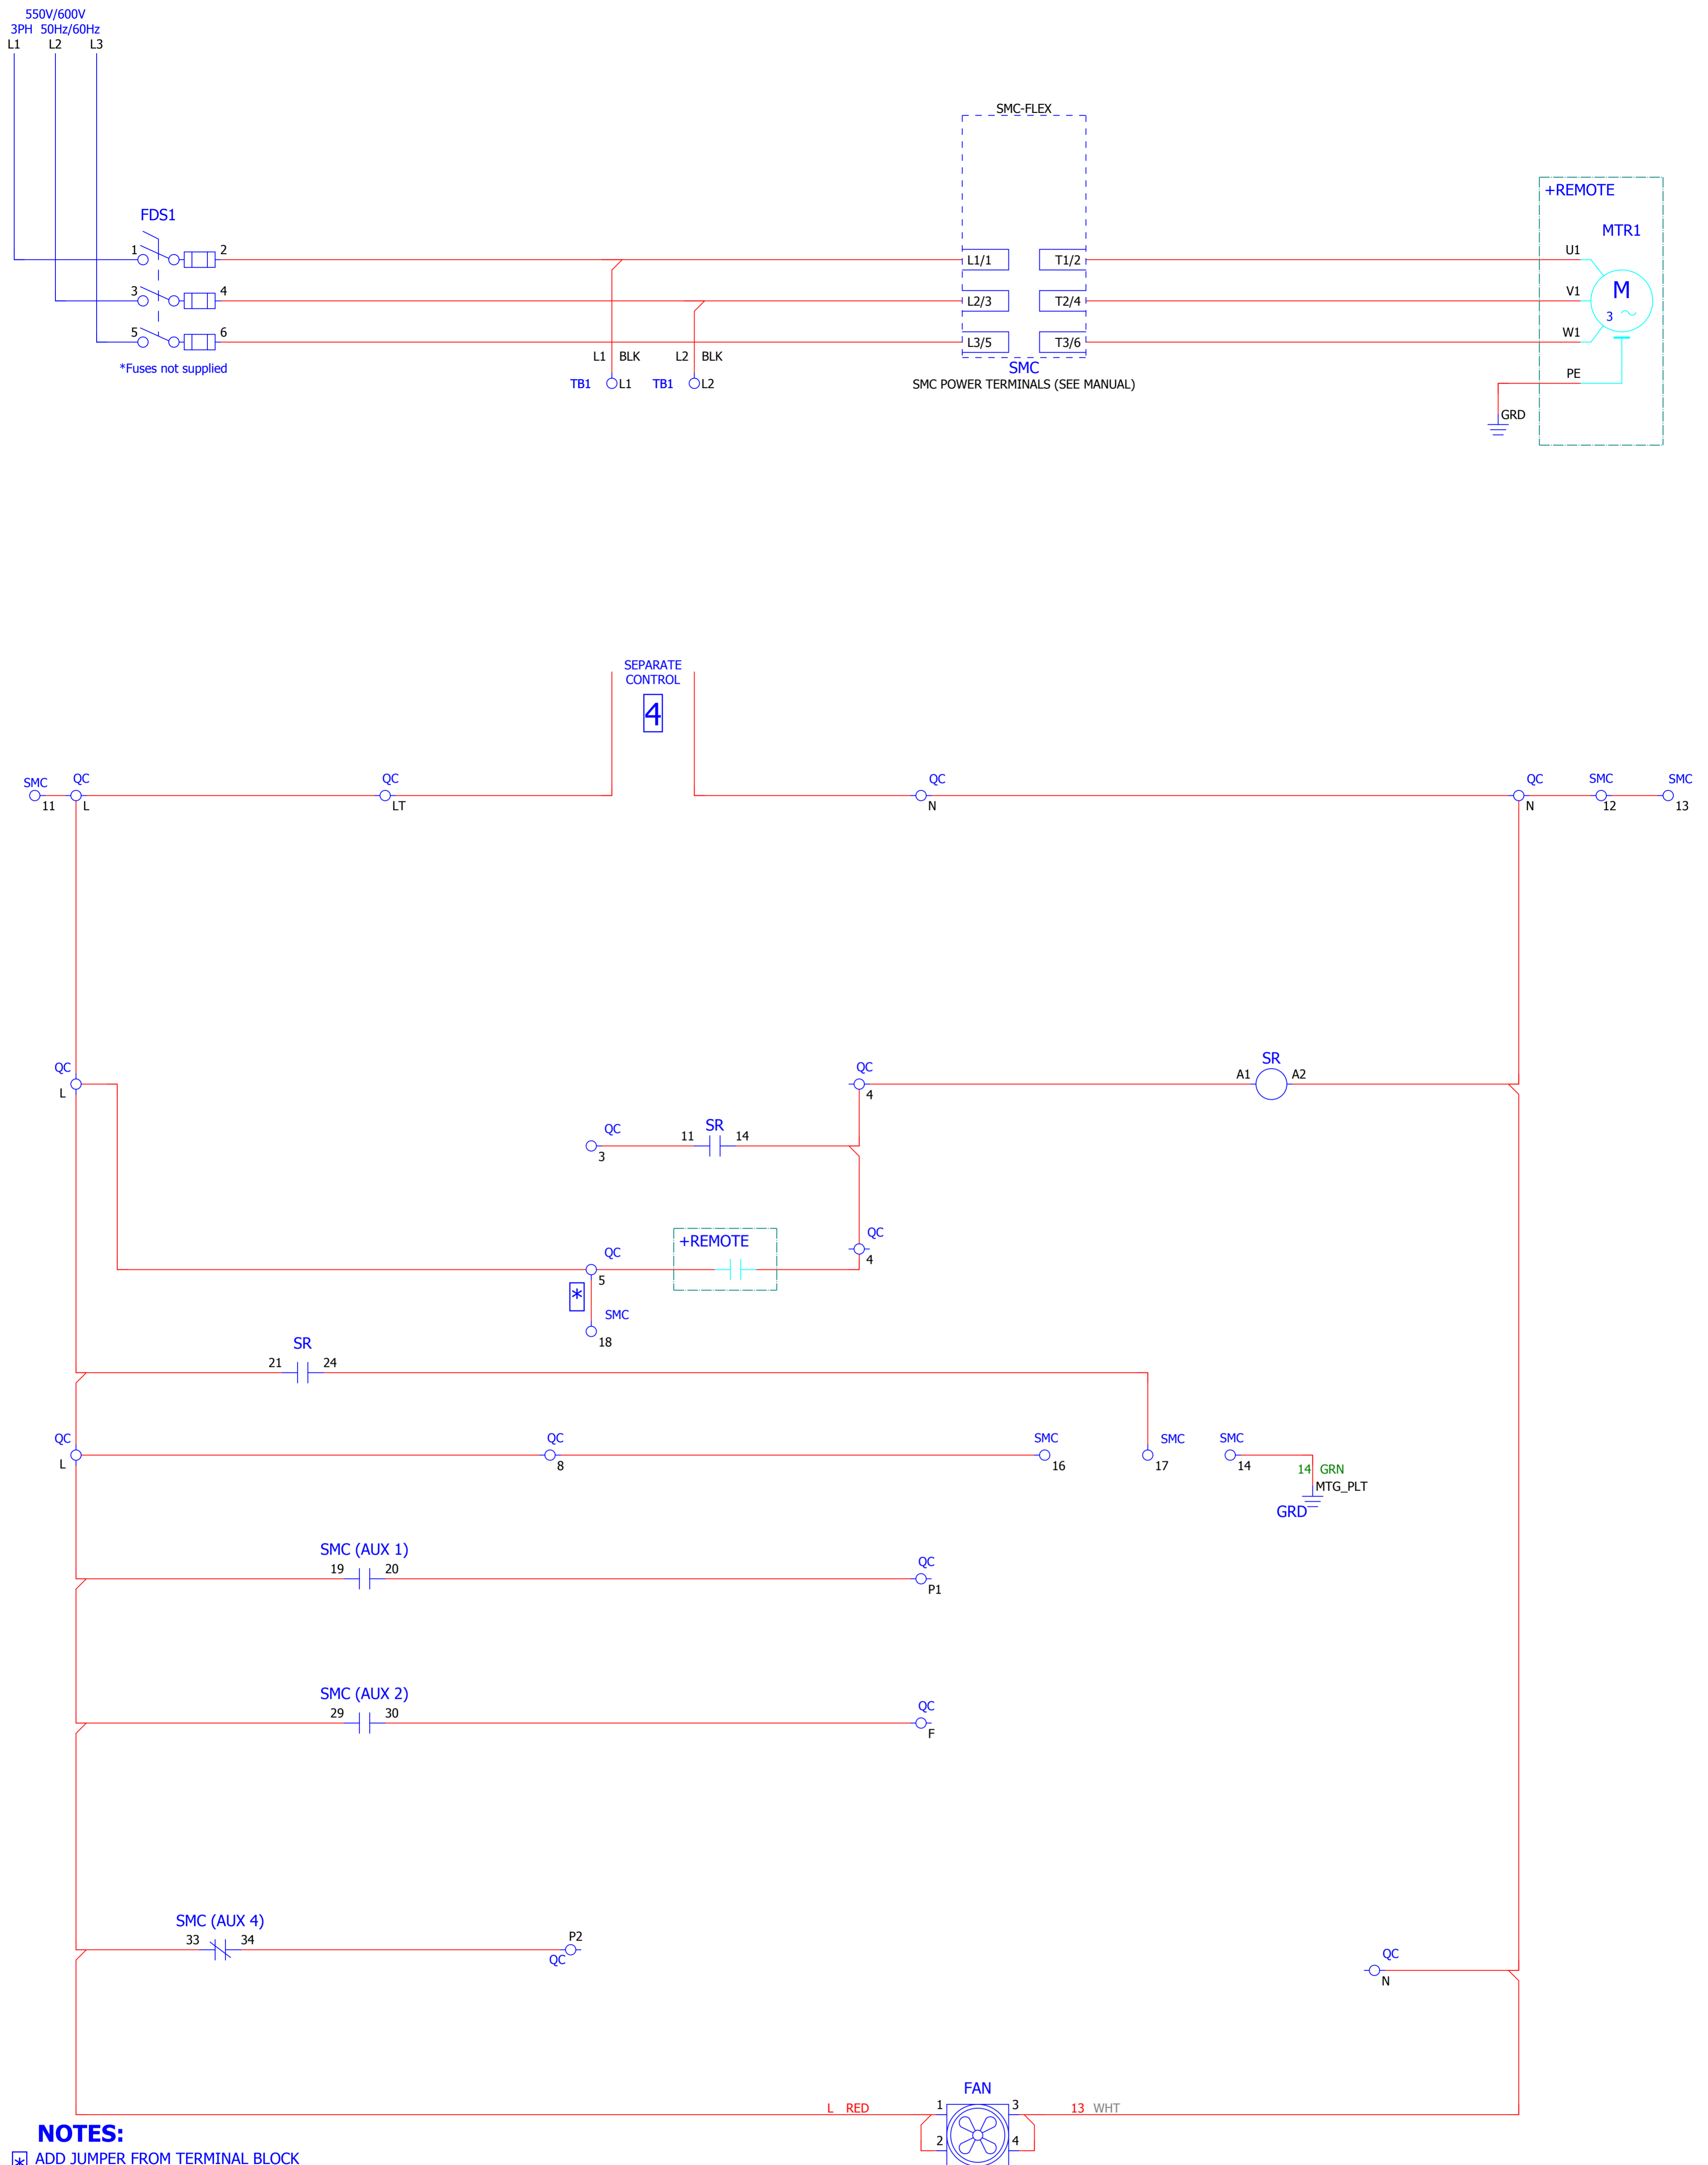 550V/600V
3PH 50Hz/60Hz
L1 L2 L3
SMC-FLEX
+REMOTE
FDS1
MTR1
1 2 L1/1 T1/2 U1
3 4 L2/3 T2/4 V1
M
3
5 6 L3/5 T3/6 W1
L1 BLK L2 BLK
*Fuses not supplied
SMC
TB1 L1 TB1 L2
SMC POWER TERMINALS (SEE MANUAL)
PE
GRD
SEPARATE
CONTROL
4
SMC QC QC QC QC SMC SMC
11 L LT N N 12 13
QC QC SR
L 4 A1 A2
QC SR
3 11 14
QC
4
+REMOTE
QC
5
*
SMC
18
SR
21 24
QC QC SMC SMC SMC
L 8 16 17 14
14 GRN
MTG_PLT
GRD
SMC (AUX 1)
19 20
QC
P1
SMC (AUX 2)
29 30
QC
F
SMC (AUX 4)
33 34
P2
QC
QC
N
FAN
L RED 1 3 13 WHT
2 4
NOTES:
* ADD JUMPER FROM TERMINAL BLOCK